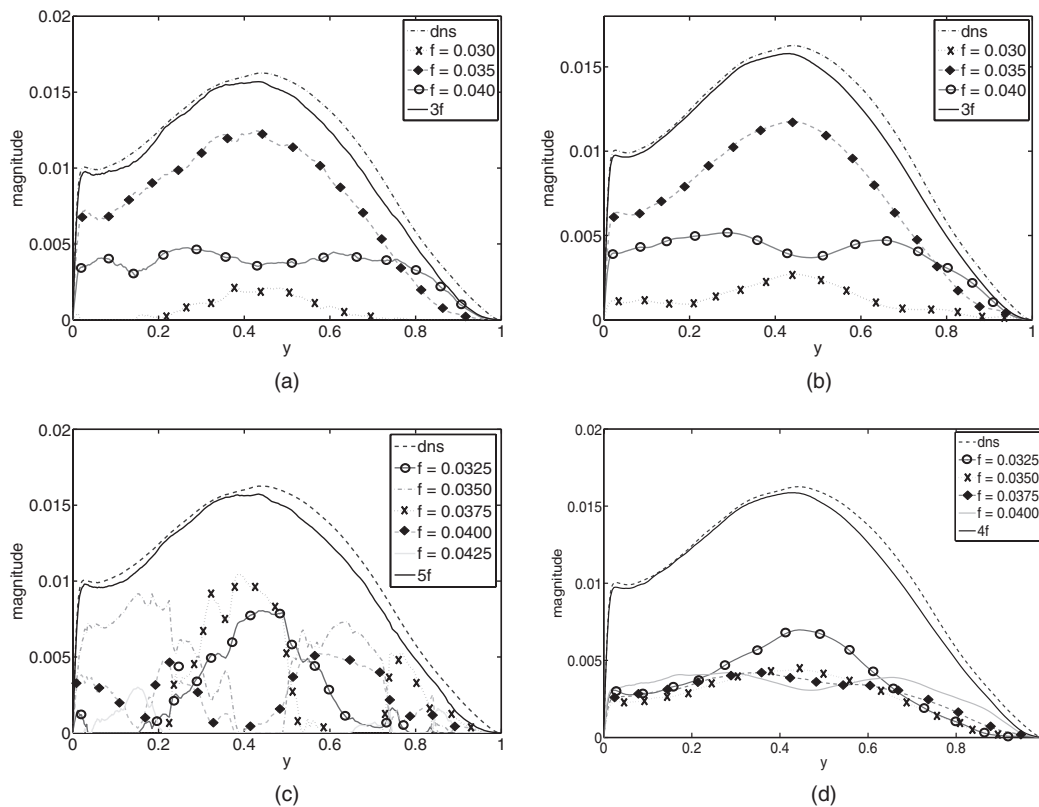 0.02
0.015
0.01
0.005
0
magnitude
0
0.2
0.4
0.6
0.8
1
y
dns
f = 0.030
f = 0.035
f = 0.040
3f
(a)
0.015
0.01
0.005
0
magnitude
0
0.2
0.4
0.6
0.8
1
y
dns
f = 0.030
f = 0.035
f = 0.040
3f
(b)
0.02
0.015
0.01
0.005
0
magnitude
0
0.2
0.4
0.6
0.8
1
y
dns
f = 0.0325
f = 0.0350
f = 0.0375
f = 0.0400
f = 0.0425
5f
(c)
0.02
0.015
0.01
0.005
0
magnitude
0
0.2
0.4
0.6
0.8
y
dns
f = 0.0325
f = 0.0350
f = 0.0375
f = 0.0400
4f
(d)